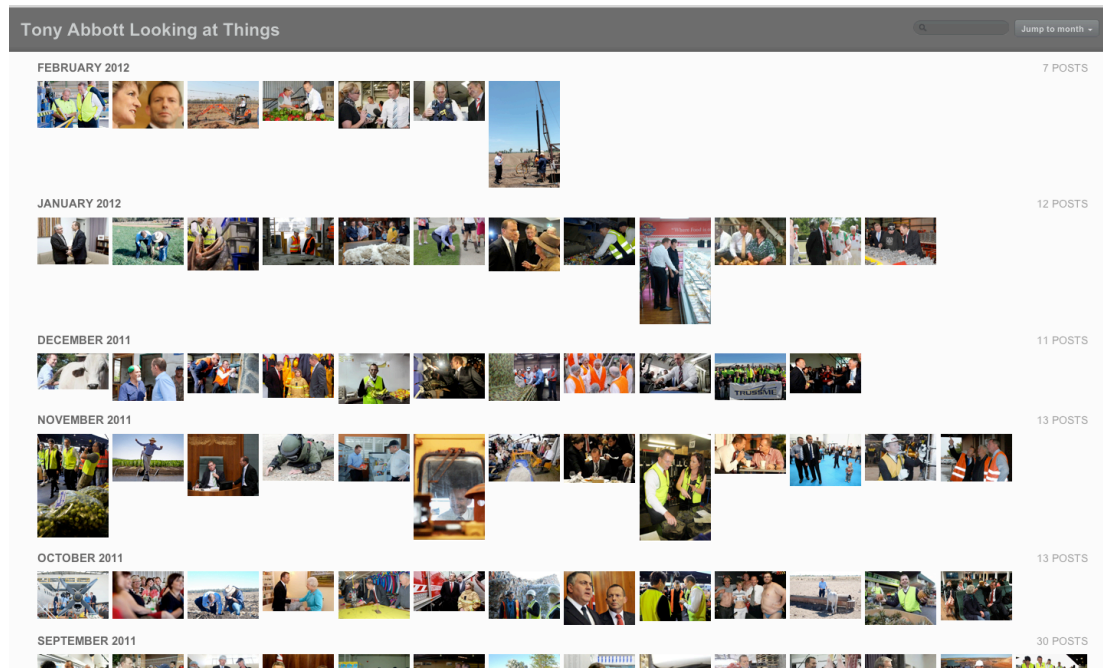 Tony Abbott Looking at Things
Jump to month
FEBRUARY 2012
7 POSTS
JANUARY 2012
12 POSTS
DECEMBER 2011
11 POSTS
TRUSSME
NOVEMBER 2011
13 POSTS
OCTOBER 2011
13 POSTS
SEPTEMBER 2011
30 POSTS